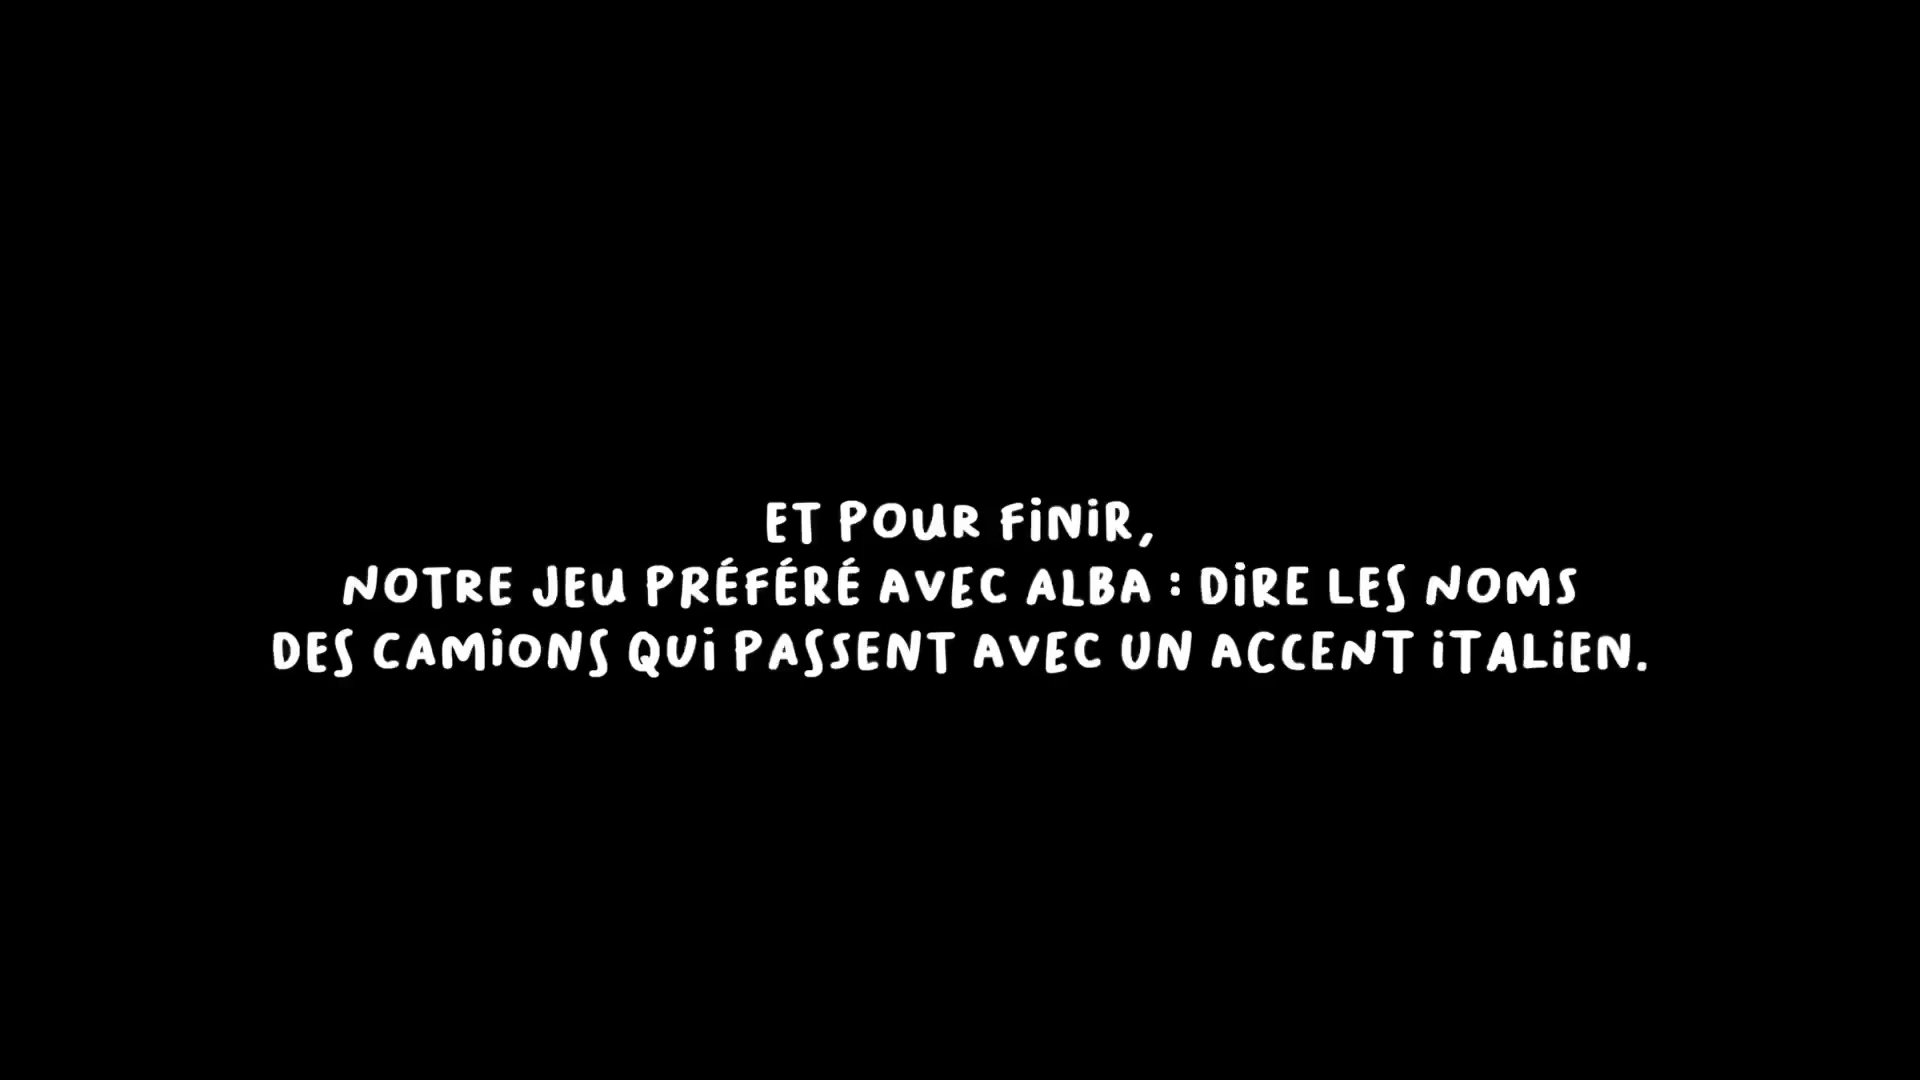 ET POUR FINIR,
NOTRE JEU PRÉFÉRÉ AVEC ALBA : DIRE LES NOMS
DES CAMIONS QUI PASSENT AVEC UN ACCENT ITALIEN.